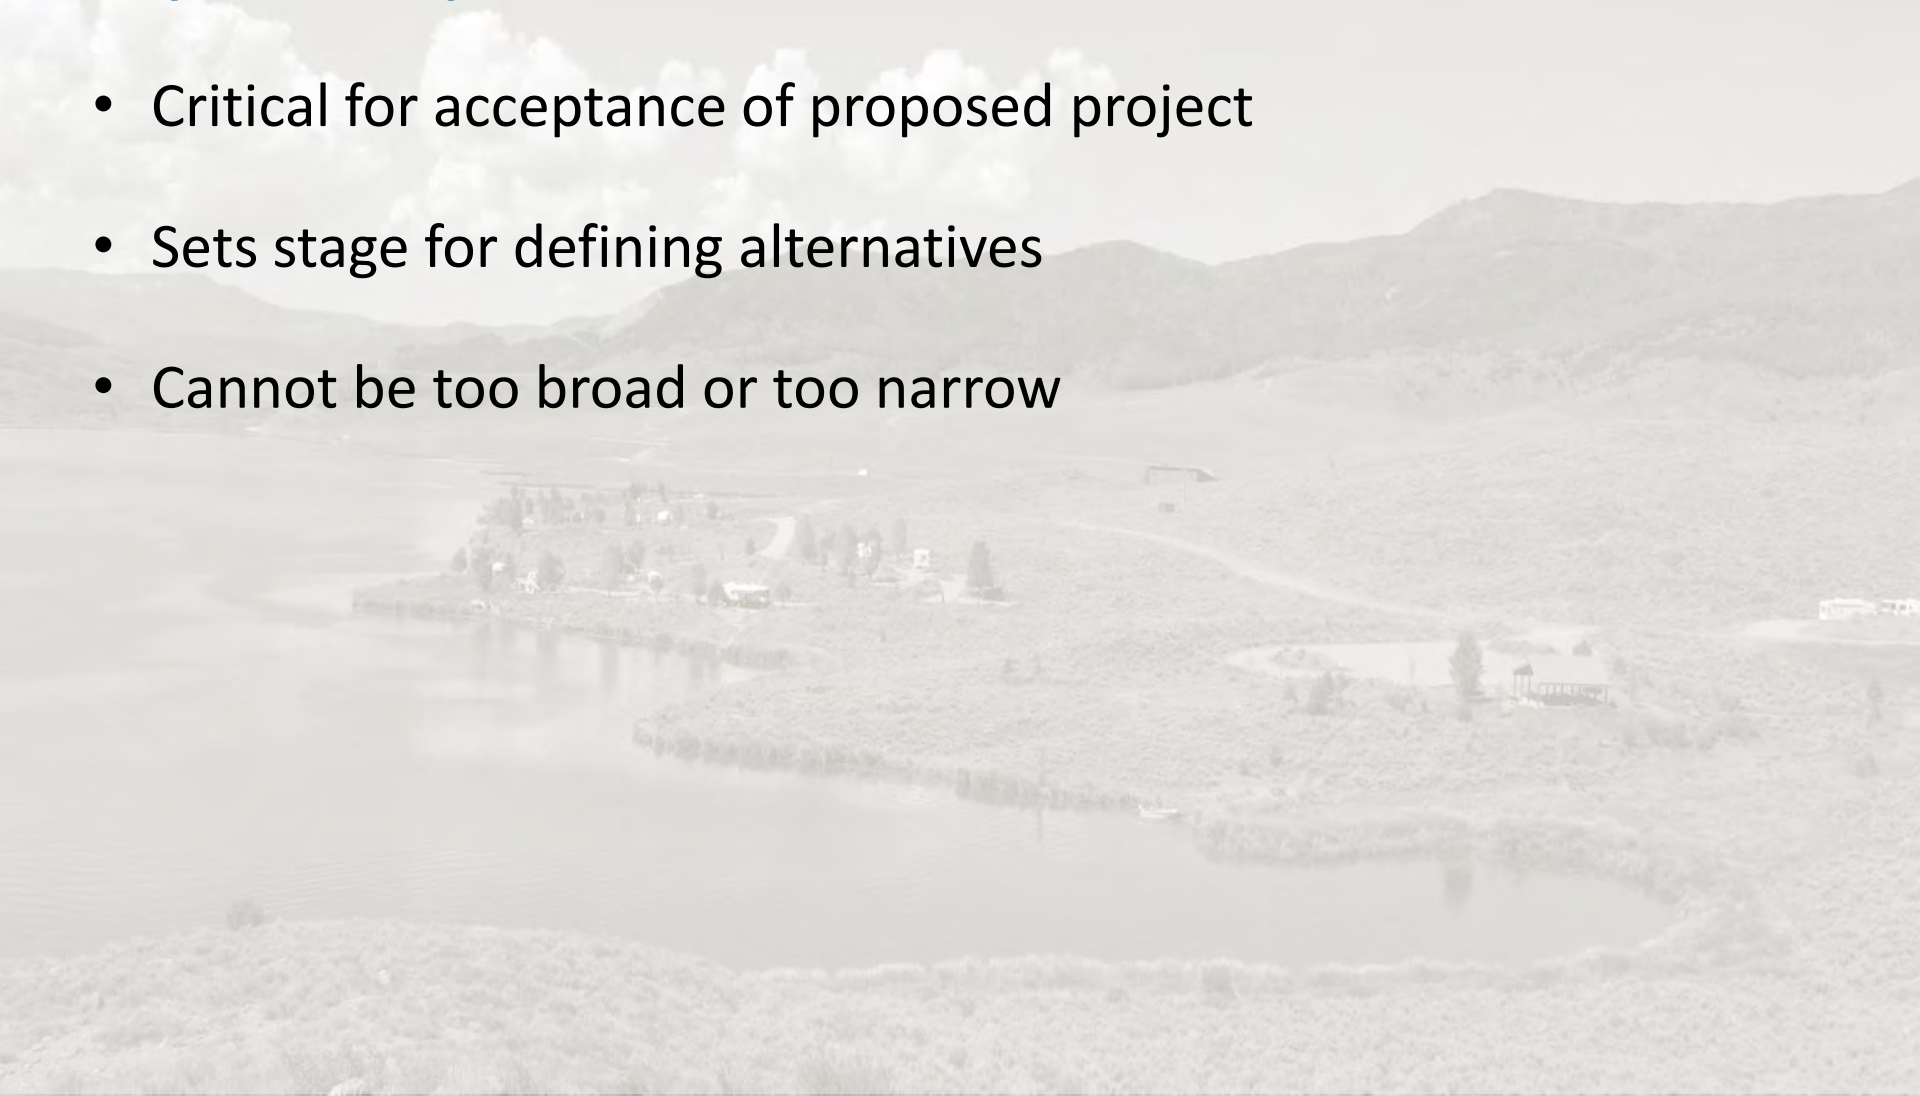 • Critical for acceptance of proposed project
• Sets stage for defining alternatives
• Cannot be too broad or too narrow